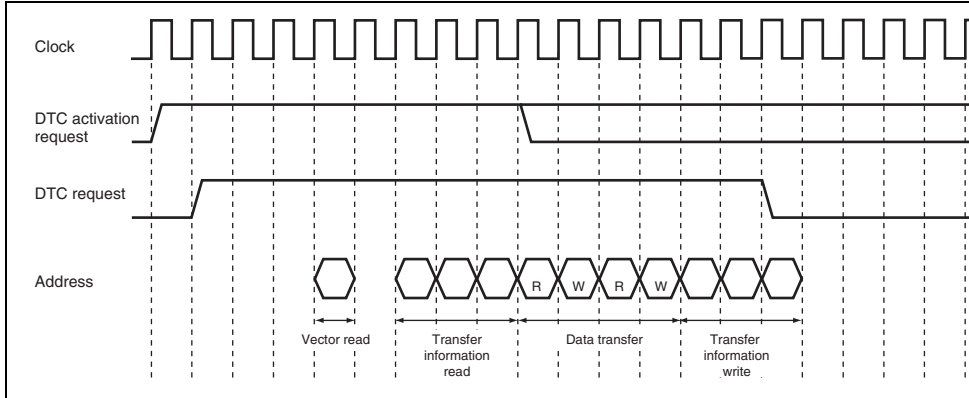 Clock
DTC activation
request
DTC request
Address
R W R W
Vector read
Transfer
information
read
Data transfer
Transfer
information
write